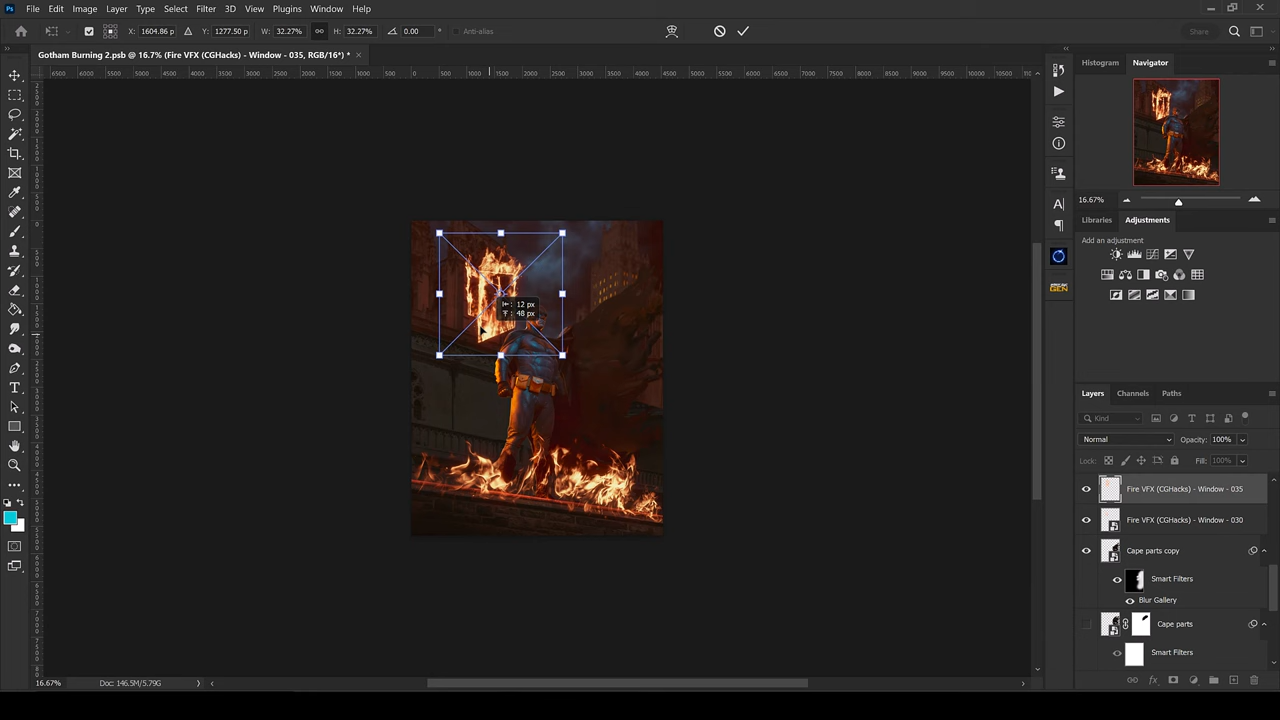 Ps File Edit Image Layer Type Select Filter 3D View Plugins Window Help
X: 1604.86 p Y: 1277.50 p W: 32.27% H: 32.27% 0.00 Anti-alias Share
Gotham Burning 2.psb @ 16.7% (Fire VFX (CGHacks) - Window - 035, RGB/16*) *
Histogram Navigator
16.67%
Libraries Adjustments
Add an adjustment
12 px
48 px
Layers Channels Paths
Kind
Normal Opacity: 100%
Lock: Fill: 100%
Fire VFX (CGHacks) - Window - 035
Fire VFX (CGHacks) - Window - 030
Cape parts copy
Smart Filters
Blur Gallery
Cape parts
Smart Filters
16.67% Doc: 146.5M/5.79G